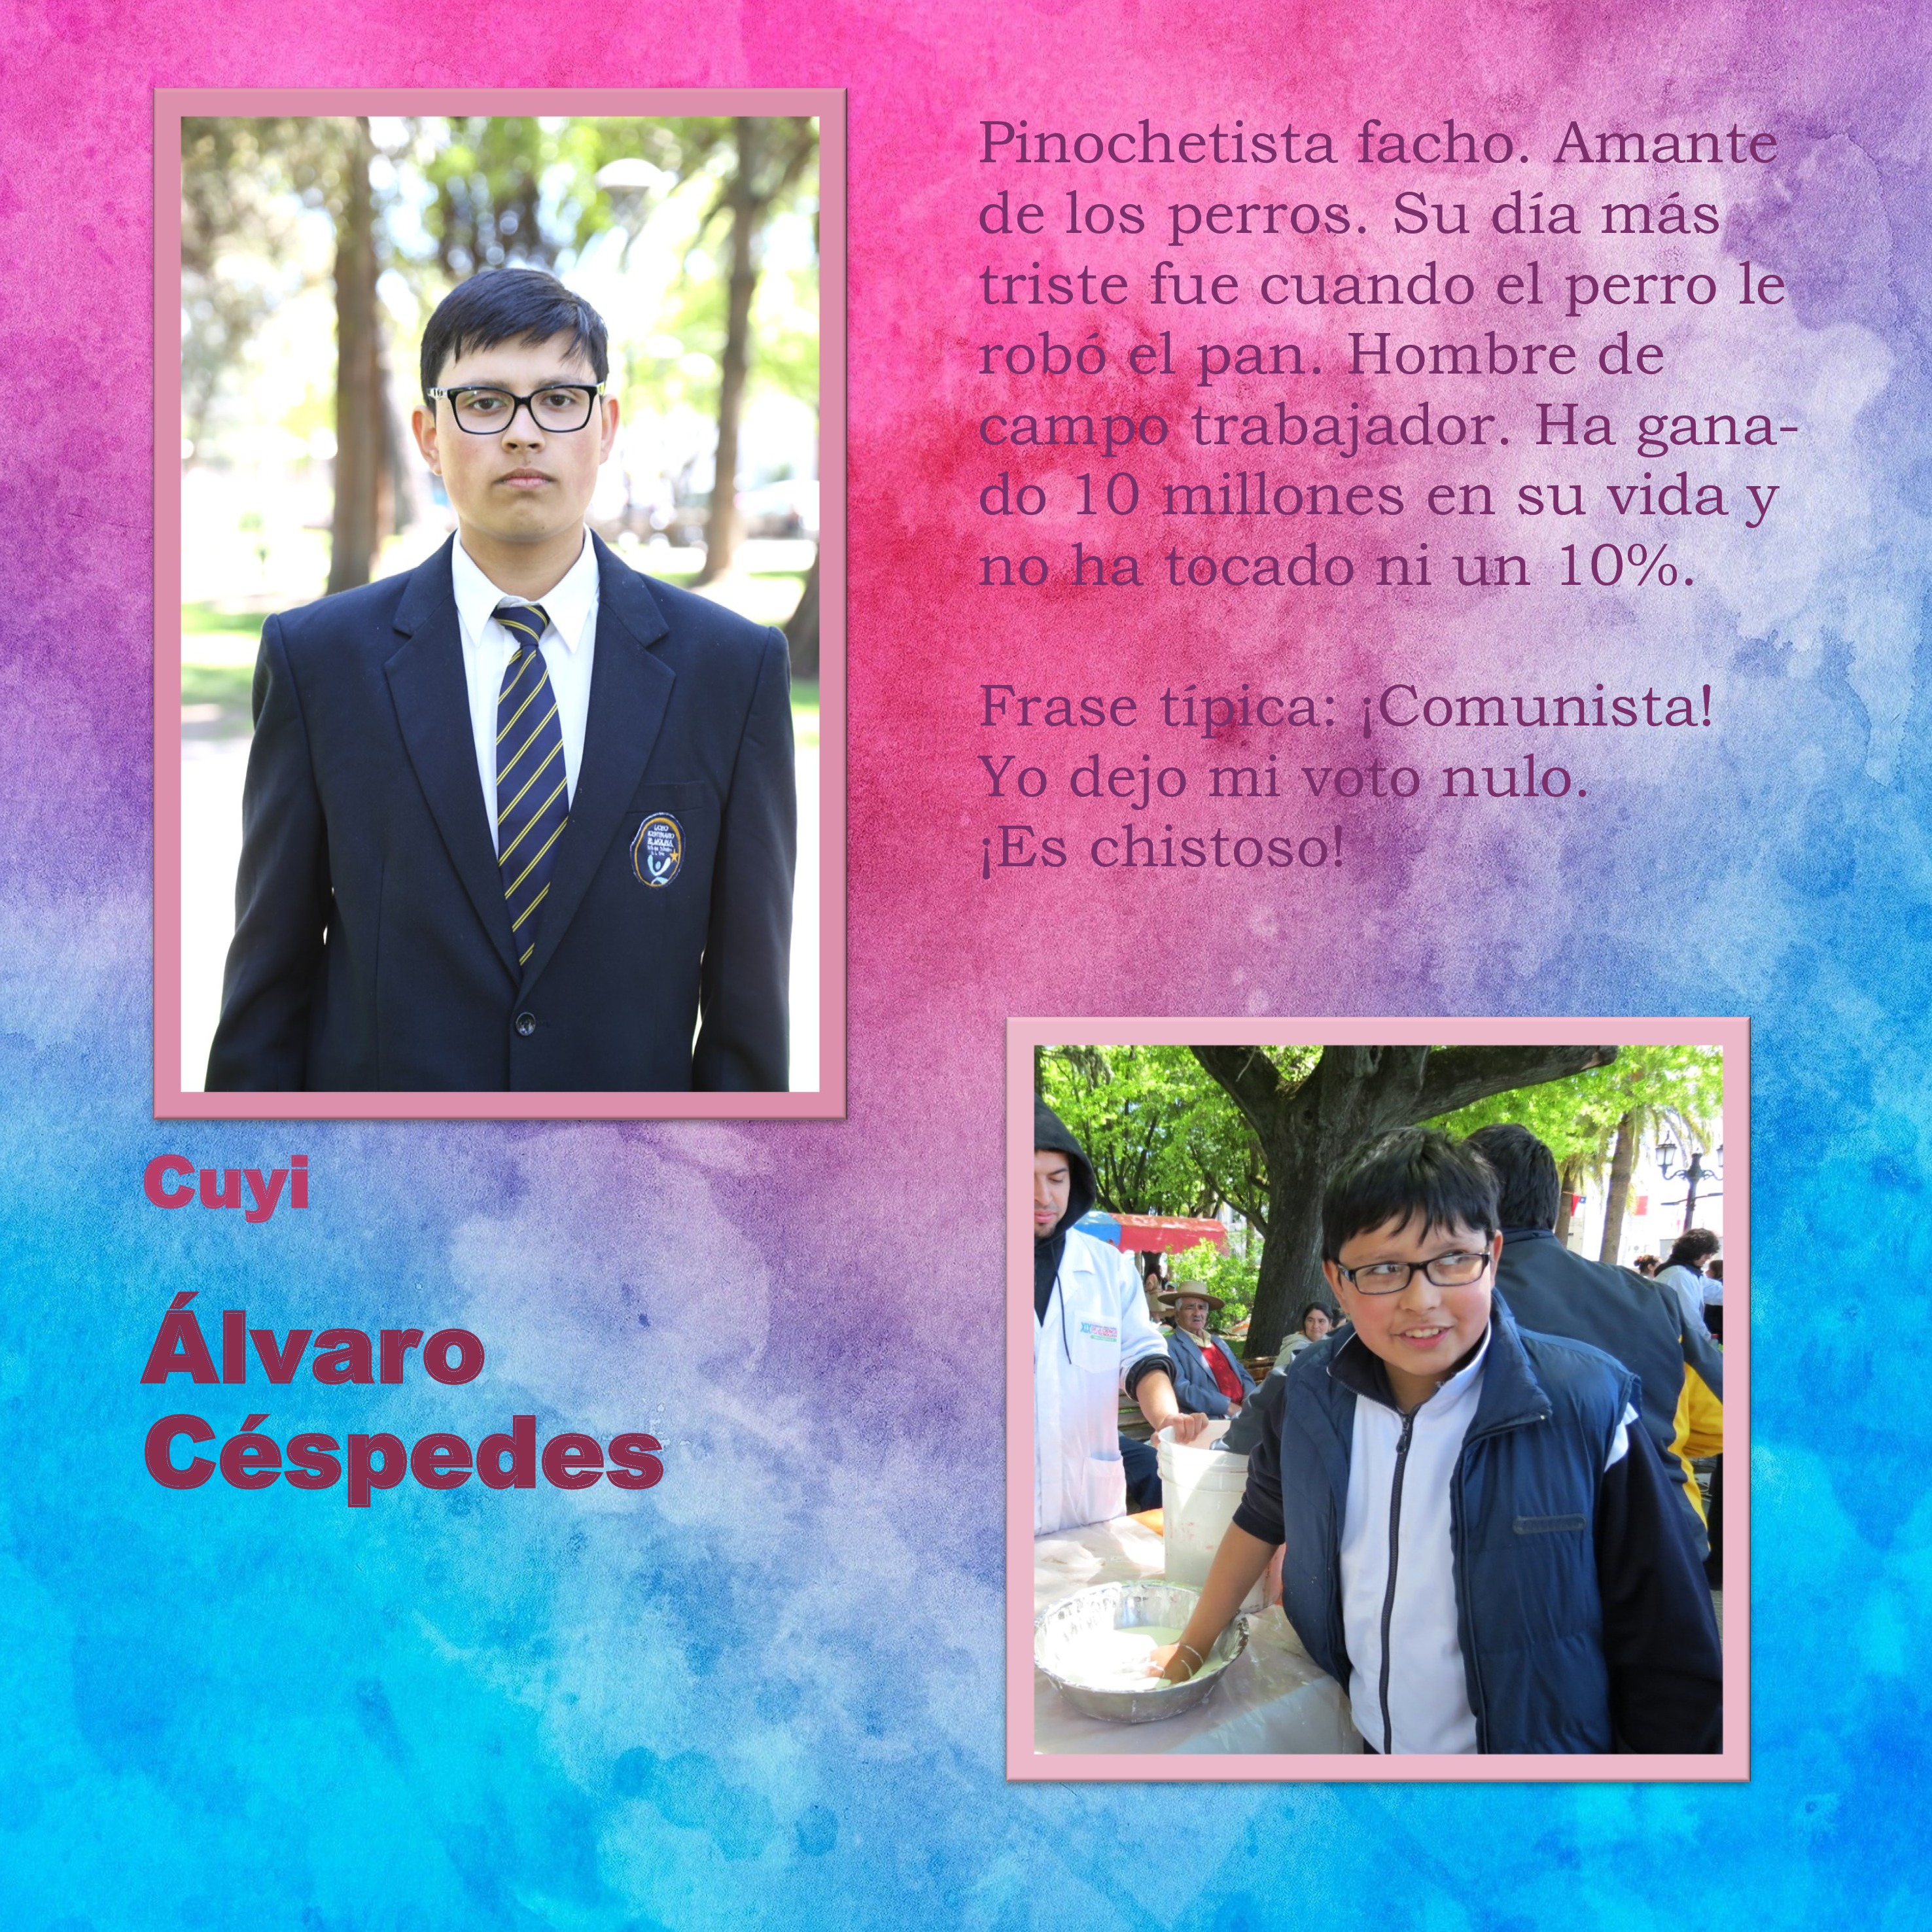 Pinochetista facho. Amante
de los perros. Su día más
triste fue cuando el perro le
robó el pan. Hombre de
campo trabajador. Ha gana-
do 10 millones en su vida y
no ha tocado ni un 10%.
Frase típica: ¡Comunista!
Yo dejo mi voto nulo.
¡Es chistoso!
Cuyi
Álvaro
Céspedes
LICEO